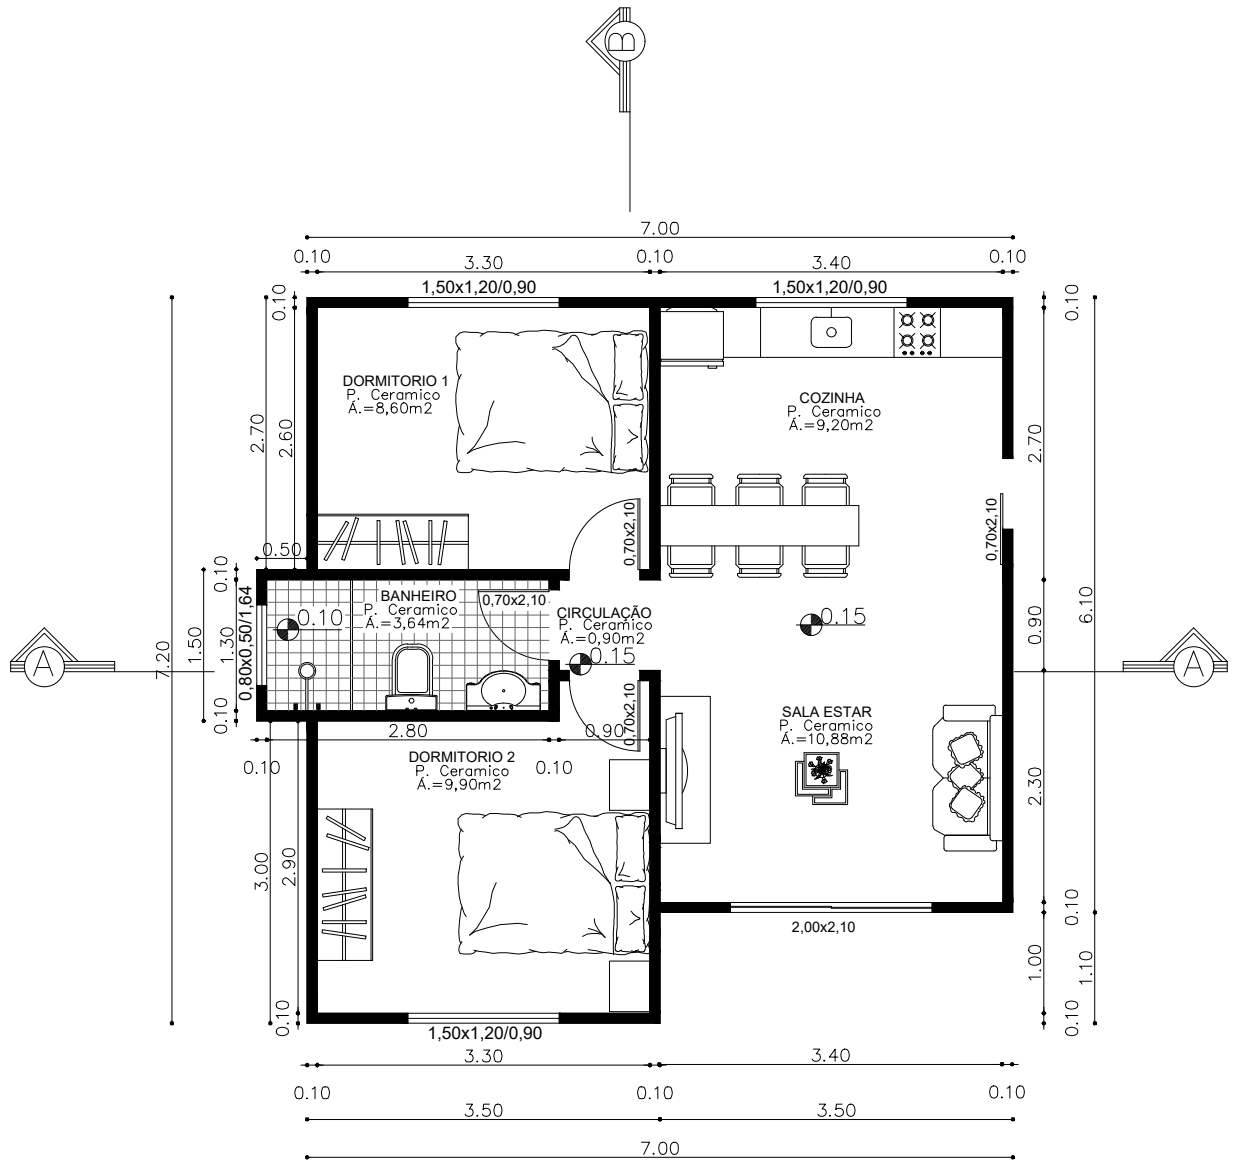 B
7.00
0.10
3.30
0.10
3.40
0.10
1,50x1,20/0,90
1,50x1,20/0,90
0.10
0.10
DORMITORIO 1
P. Ceramico
Á.=8,60m2
COZINHA
P. Ceramico
Á.=9,20m2
2.70
2.60
2.70
0,70x2,10
0,70x2,10
0.50
0.10
BANHEIRO
P. Ceramico
Á.=3,64m2
0,70x2,10
CIRCULAÇÃO
P. Ceramico
Á.=0,90m2
0.10
0.15
0.15
0,80x0,50/1,64
1.30
1.50
7.20
0.90
6.10
A
A
0.10
2.80
0.90
0,70x2,10
0.10
0.10
SALA ESTAR
P. Ceramico
Á.=10,88m2
DORMITORIO 2
P. Ceramico
Á.=9,90m2
2.30
3.00
2.90
0.10
2,00x2,10
1.00
1.10
0.10
0.10
1,50x1,20/0,90
3.30
3.40
0.10
0.10
0.10
3.50
3.50
7.00